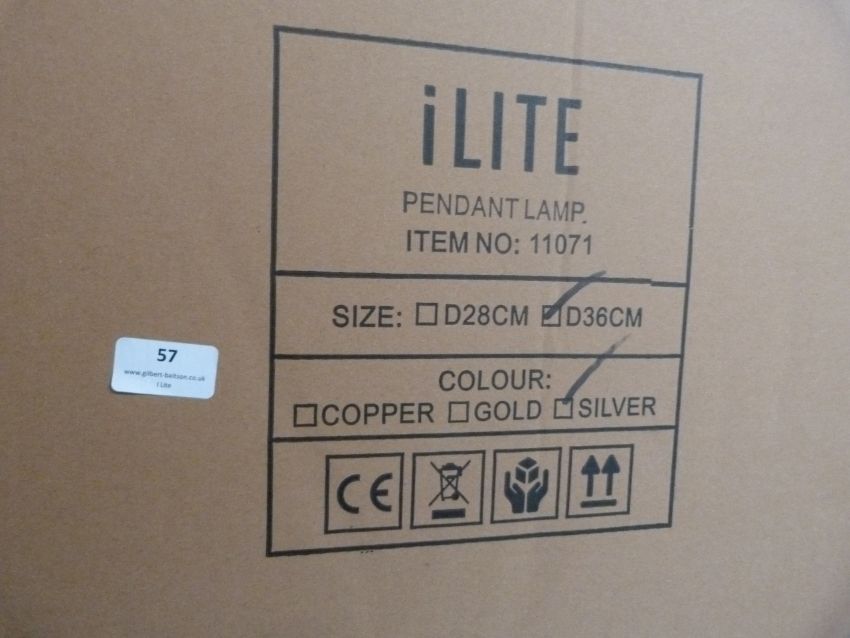 iLITE
PENDANT LAMP.
ITEM NO: 11071
SIZE: D28CM D36CM
COLOUR:
COPPER GOLD SILVER
CE
57
www.gilbert-baitson.co.uk
I Lite